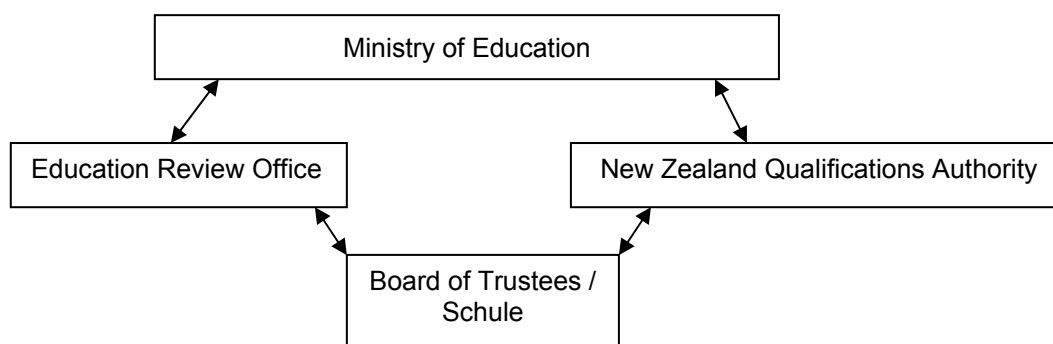 Ministry of Education
Education Review Office
New Zealand Qualifications Authority
Board of Trustees /
Schule